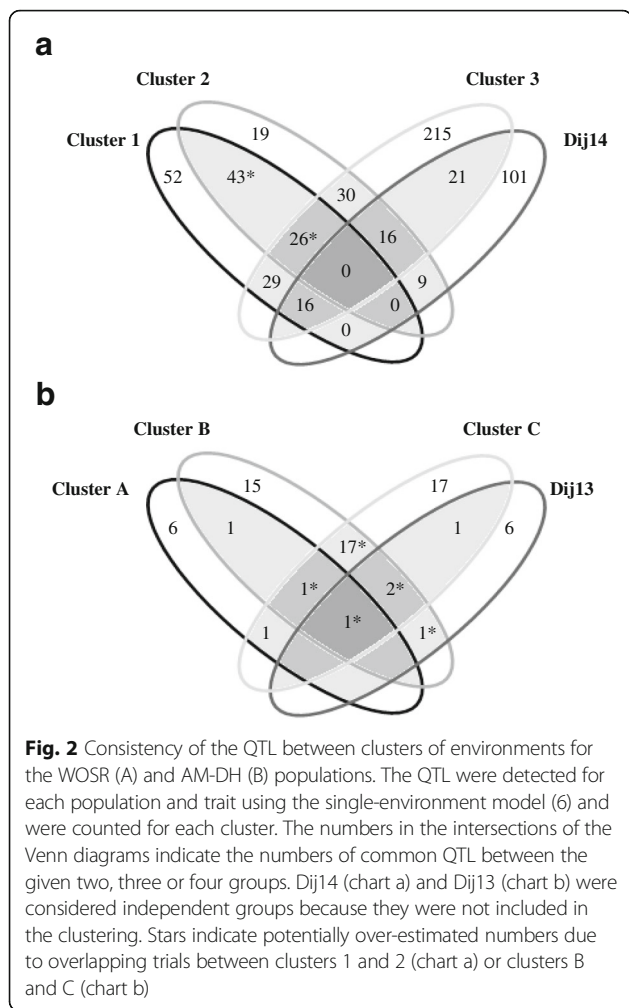 a
Cluster 2 Cluster 3
Cluster 1 Dij14
19 215
52 43* 30 21 101
26* 16
0
29 9
16 0
0
b
Cluster B Cluster C
Cluster A Dij13
15 17
6 1 17* 1 6
1* 2*
1*
1 1*
Fig. 2 Consistency of the QTL between clusters of environments for
the WOSR (A) and AM-DH (B) populations. The QTL were detected for
each population and trait using the single-environment model (6) and
were counted for each cluster. The numbers in the intersections of the
Venn diagrams indicate the numbers of common QTL between the
given two, three or four groups. Dij14 (chart a) and Dij13 (chart b) were
considered independent groups because they were not included in
the clustering. Stars indicate potentially over-estimated numbers due
to overlapping trials between clusters 1 and 2 (chart a) or clusters B
and C (chart b)